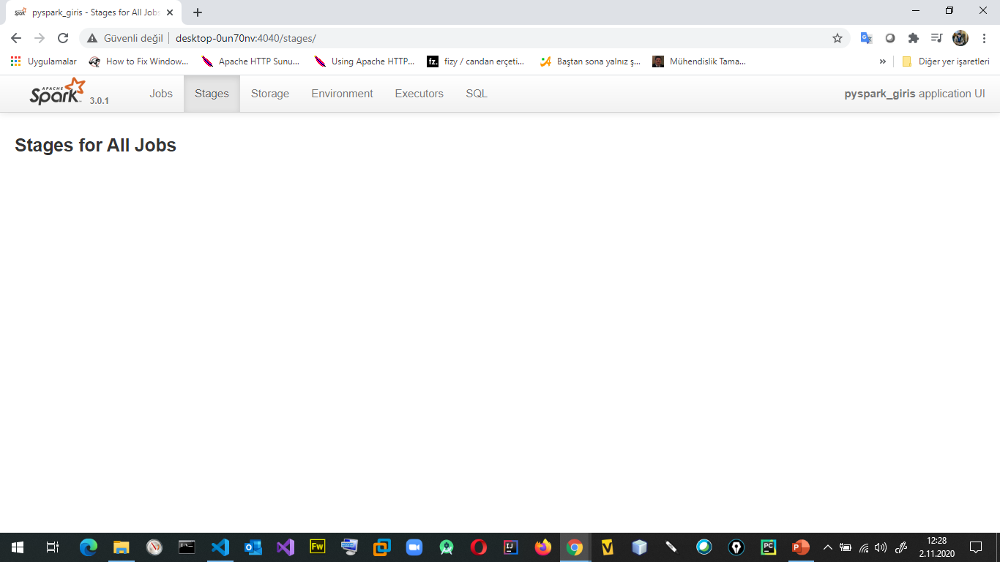 pyspark_giris - Stages for All Jobs
Güvenli değil desktop-0un70nv:4040/stages/
Uygulamalar How to Fix Window... Apache HTTP Sunu... Using Apache HTTP... fz. fizy / candan erçeti... Baştan sona yalnız ş... Mühendislik Tama... » Diğer yer işaretleri
APACHE Spark 3.0.1 Jobs Stages Storage Environment Executors SQL pyspark_giris application UI
Stages for All Jobs
Fw IJ PC P
12:28
2.11.2020